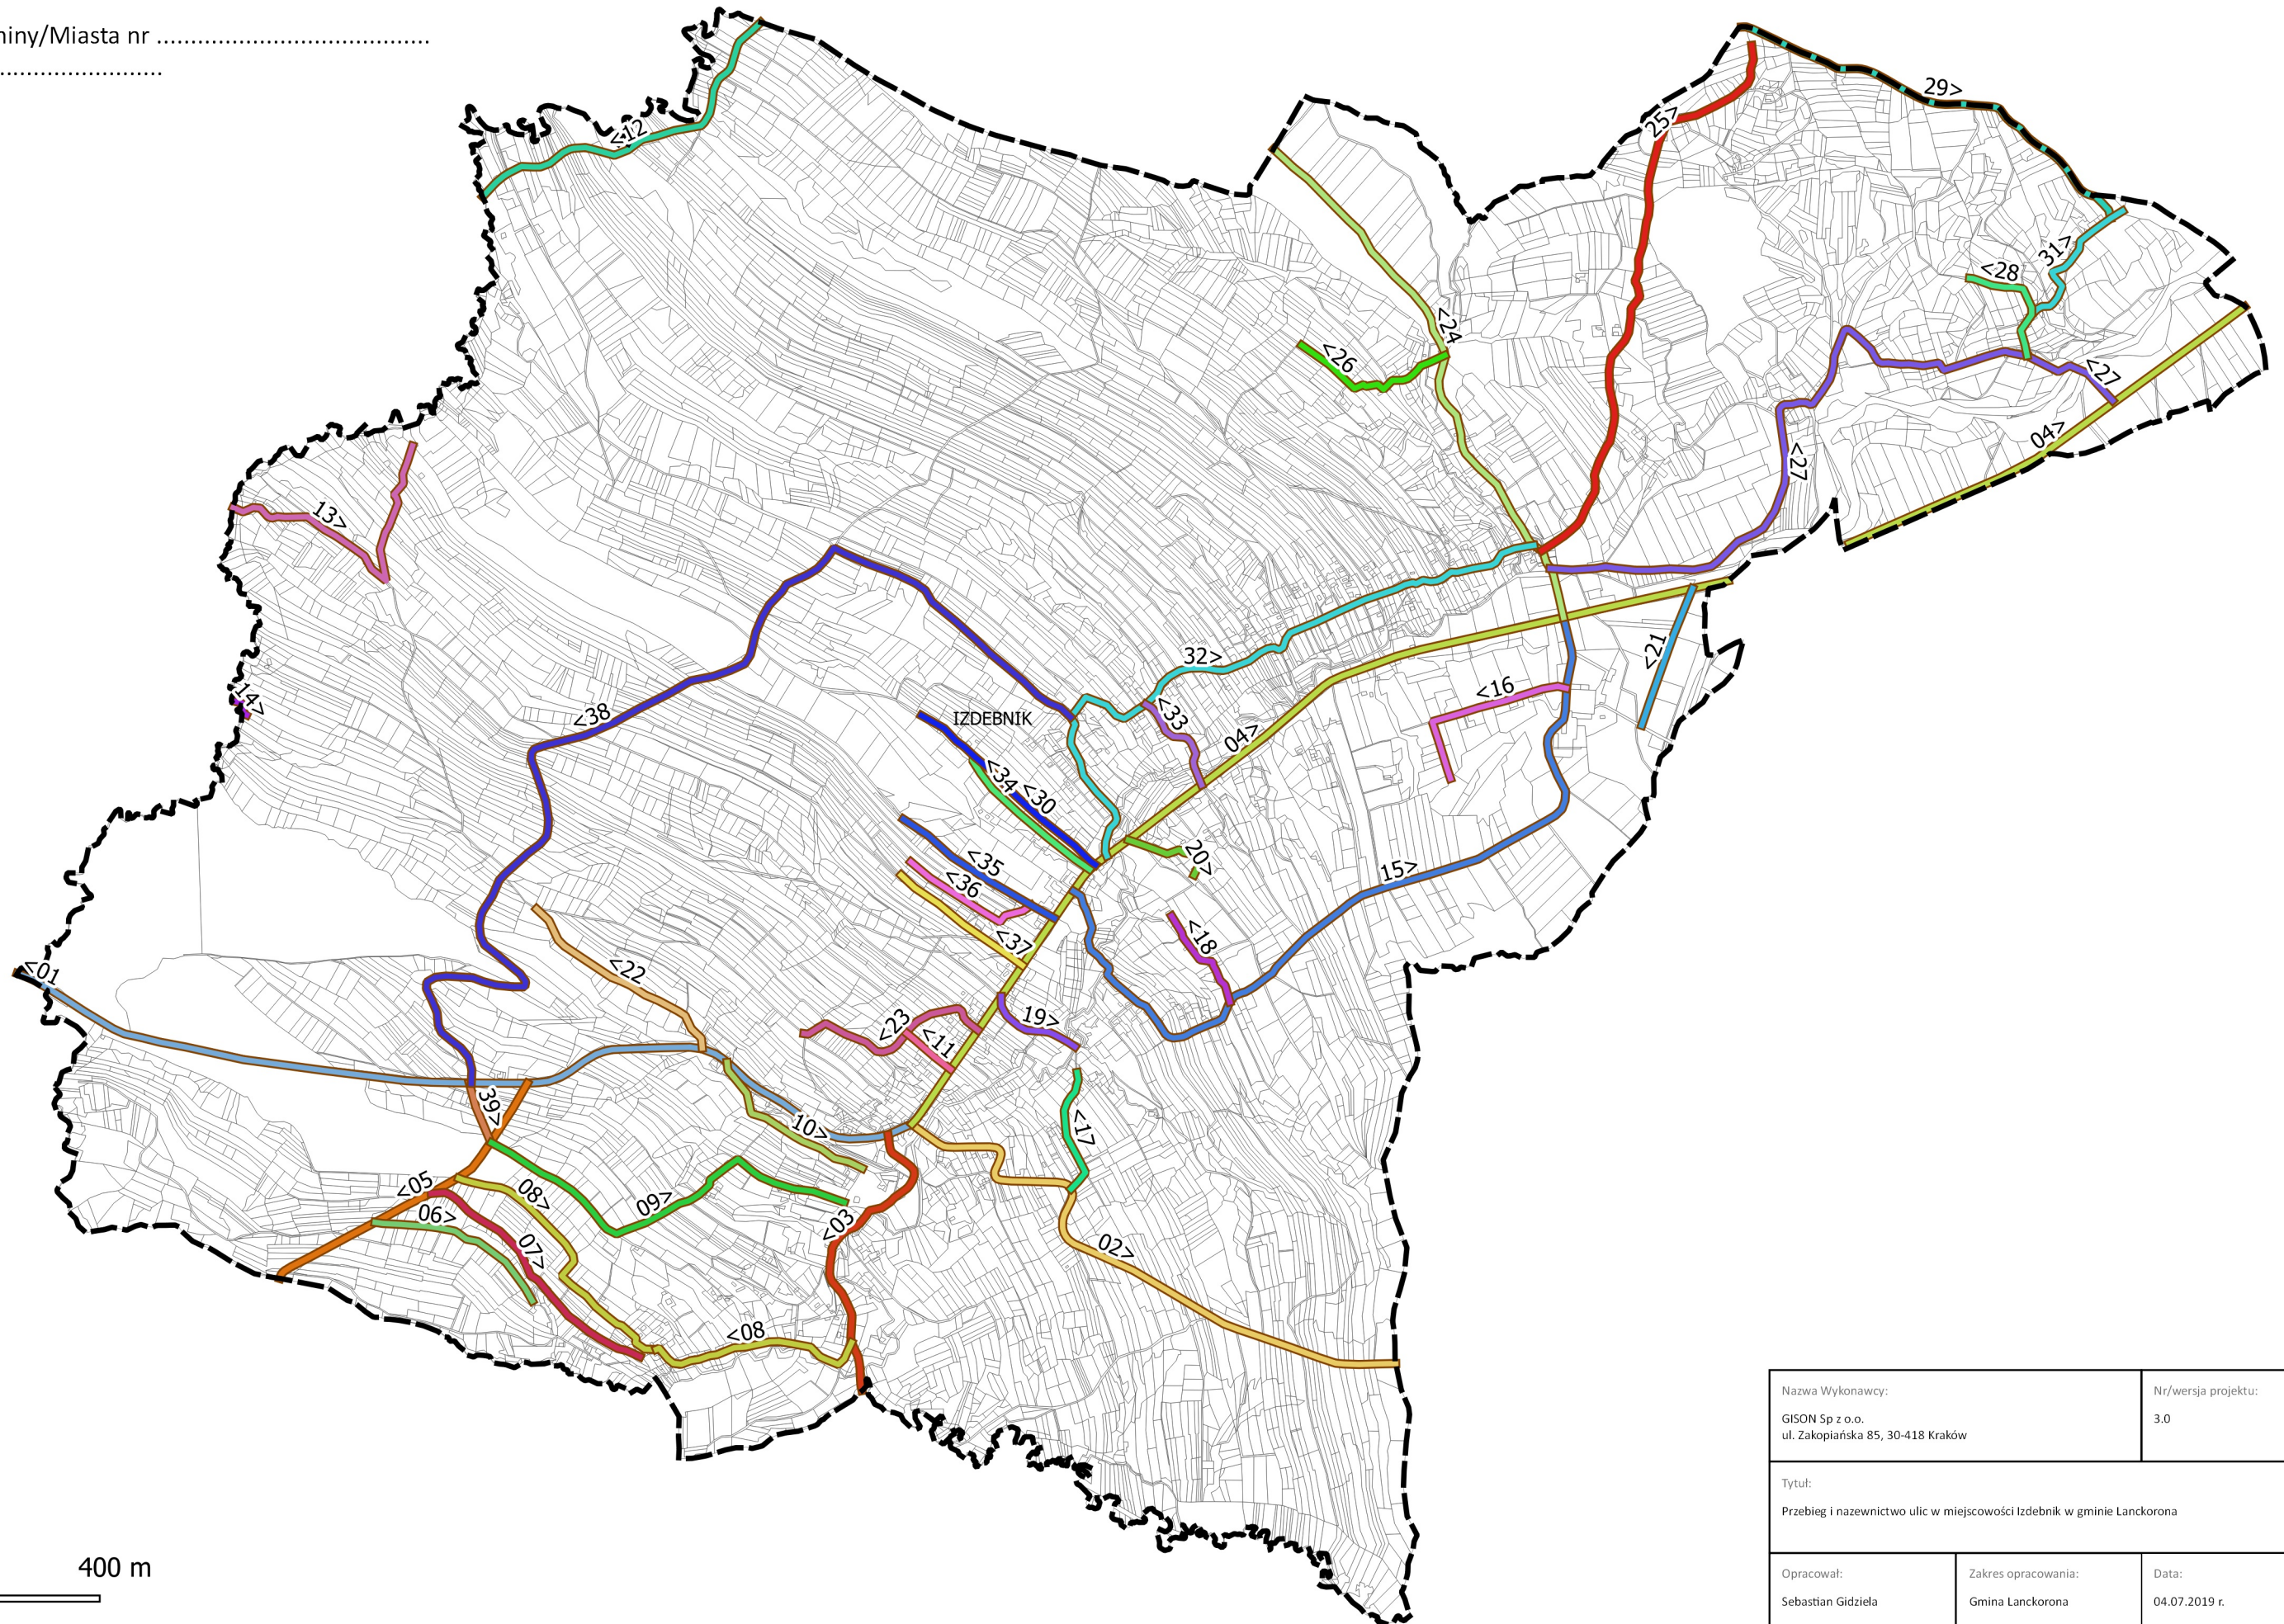 iny/Miasta nr ........................................
........................
29>
<12
25>
31>
<28
<24
<26
<27
04>
<27
13>
32>
<21
<16
14>
<38
IZDEBNIK
<33
04>
<34
<30
20>
<35
15>
<36
<18
<37
<01
<22
19>
<23
<11
39>
10>
<17
<05
08>
09>
06>
<03
07>
02>
<08
Nazwa Wykonawcy:
GISON Sp z o.o.
ul. Zakopiańska 85, 30-418 Kraków
Nr/wersja projektu:
3.0
Tytuł:
Przebieg i nazewnictwo ulic w miejscowości Izdebnik w gminie Lanckorona
Opracował:
Sebastian Gidzieła
Zakres opracowania:
Gmina Lanckorona
Data:
04.07.2019 r.
400 m